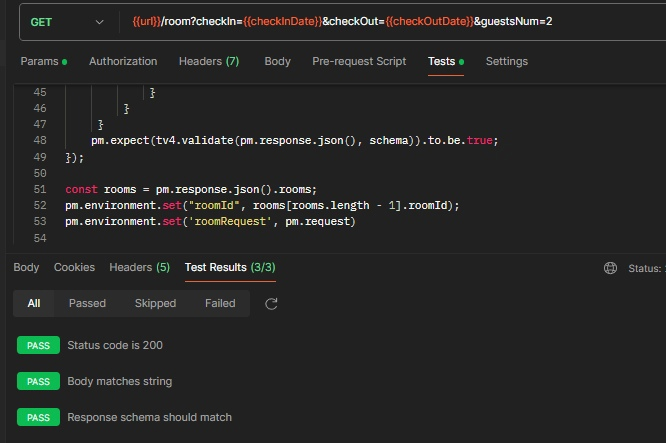 GET {{url}}/room?checkIn={{checkInDate}}&checkOut={{checkOutDate}}&guestsNum=2
Params Authorization Headers (7) Body Pre-request Script Tests Settings
45 }
46 }
47 }
48 pm.expect(tv4.validate(pm.response.json(), schema)).to.be.true;
49 });
50
51 const rooms = pm.response.json().rooms;
52 pm.environment.set("roomId", rooms[rooms.length - 1].roomId);
53 pm.environment.set('roomRequest', pm.request)
54
Body Cookies Headers (5) Test Results (3/3) Status:
All Passed Skipped Failed
PASS Status code is 200
PASS Body matches string
PASS Response schema should match